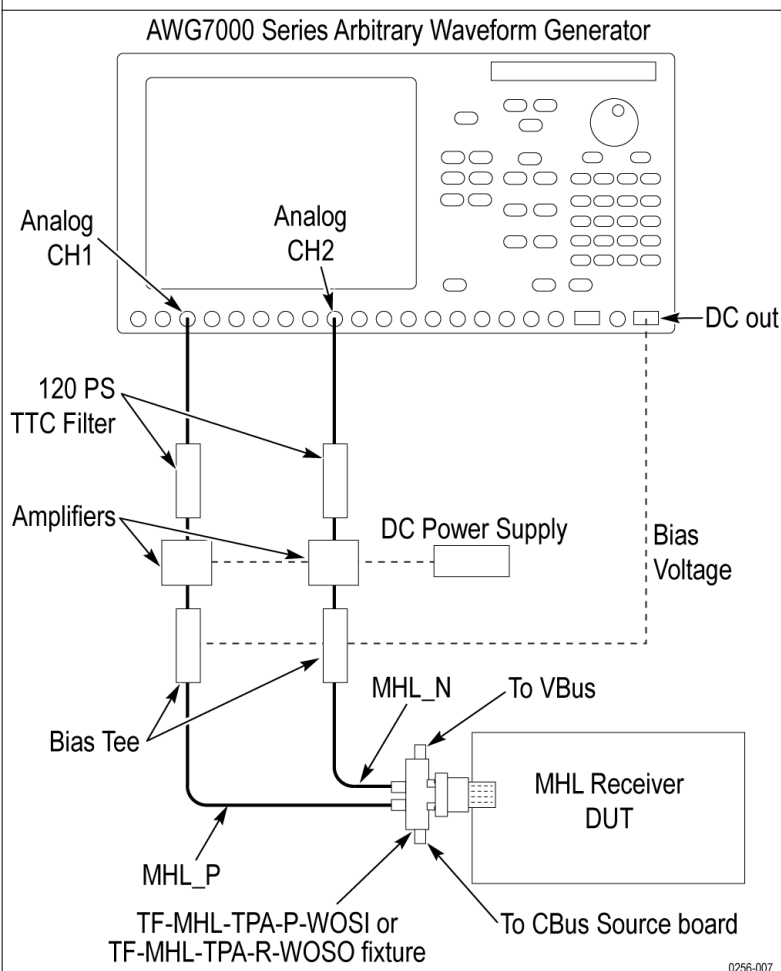 AWG7000 Series Arbitrary Waveform Generator
Analog
CH1
Analog
CH2
DC out
120 PS
TTC Filter
Amplifiers
DC Power Supply
Bias
Voltage
Bias Tee
MHL_N
To VBus
MHL Receiver
DUT
MHL_P
TF-MHL-TPA-P-WOSI or
TF-MHL-TPA-R-WOSO fixture
To CBus Source board
0256-007